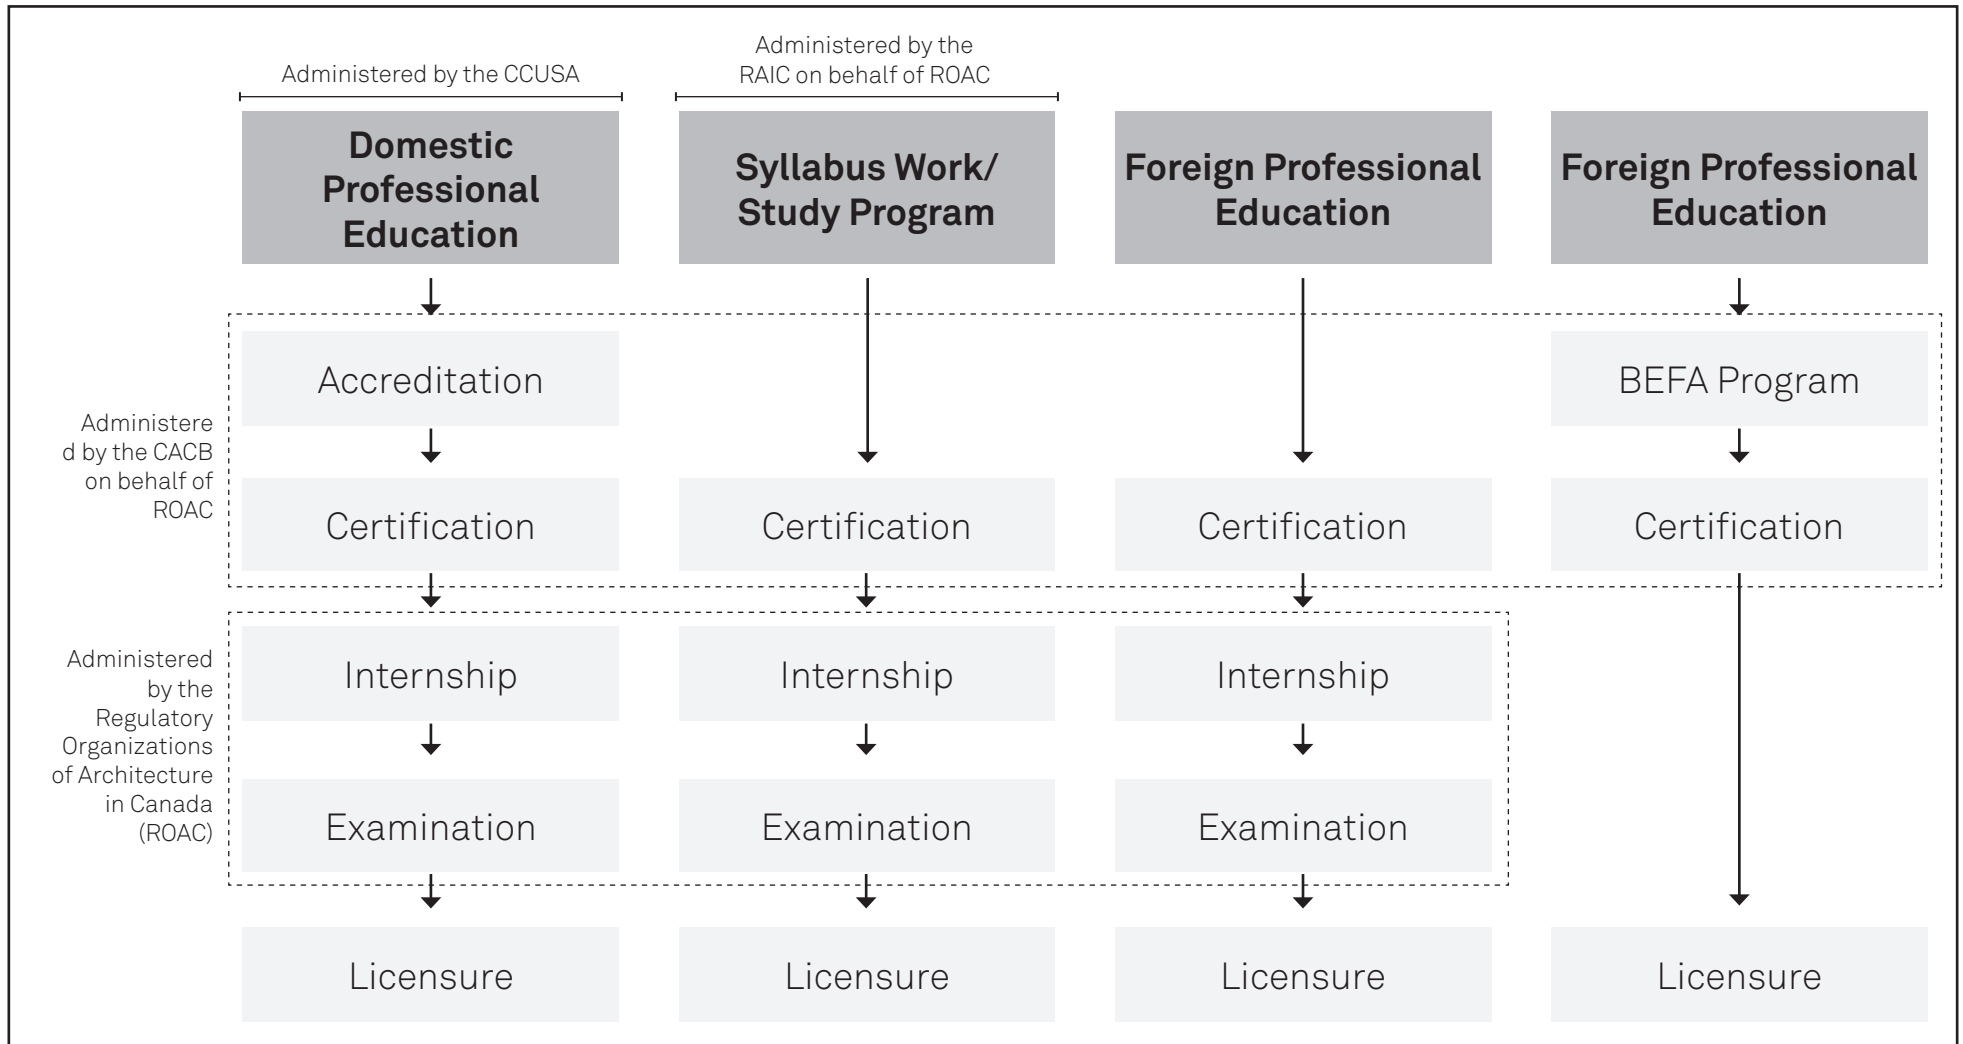 Administered by the CCUSA
Administered by the
RAIC on behalf of ROAC
Domestic
Professional
Education
Syllabus Work/
Study Program
Foreign Professional
Education
Foreign Professional
Education
Administere
d by the CACB
on behalf of
ROAC
Accreditation
BEFA Program
Certification
Certification
Certification
Certification
Administered
by the
Regulatory
Organizations
of Architecture
in Canada
(ROAC)
Internship
Internship
Internship
Examination
Examination
Examination
Licensure
Licensure
Licensure
Licensure